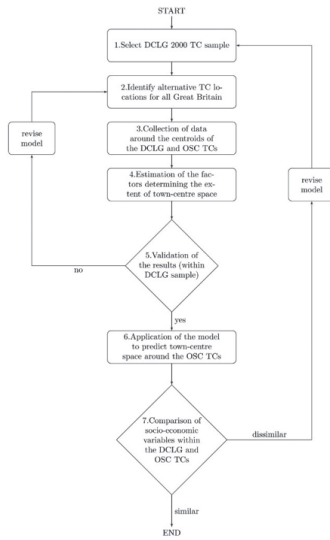 START
1.Select DCLG 2000 TC sample
2.Identify alternative TC lo-
cations for all Great Britain
revise
model
3.Collection of data
around the centroids of
the DCLG and OSC TCs
4.Estimation of the fac-
tors determining the ex-
tent of town-centre space
revise
model
5.Validation of
the results (within
DCLG sample)
no
yes
6.Application of the model
to predict town-centre
space around the OSC TCs
7.Comparison of
socio-economic
variables within
the DCLG and
OSC TCs
dissimilar
similar
END